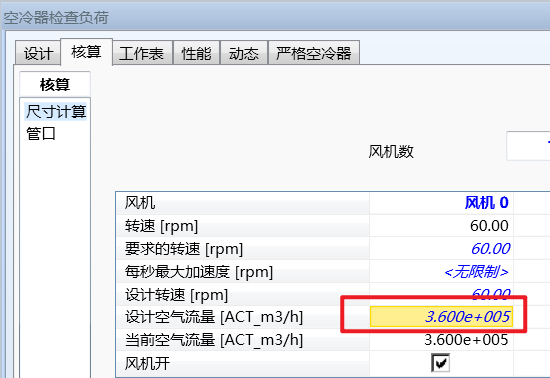 空冷器检查负荷
设计 核算 工作表 性能 动态 严格空冷器
核算
尺寸计算
管口
风机数
风机 风机 0
转速 [rpm] 60.00
要求的转速 [rpm] 60.00
每秒最大加速度 [rpm] <无限制>
设计转速 [rpm] 60.00
设计空气流量 [ACT_m3/h] 3.600e+005
当前空气流量 [ACT_m3/h] 3.600e+005
风机开